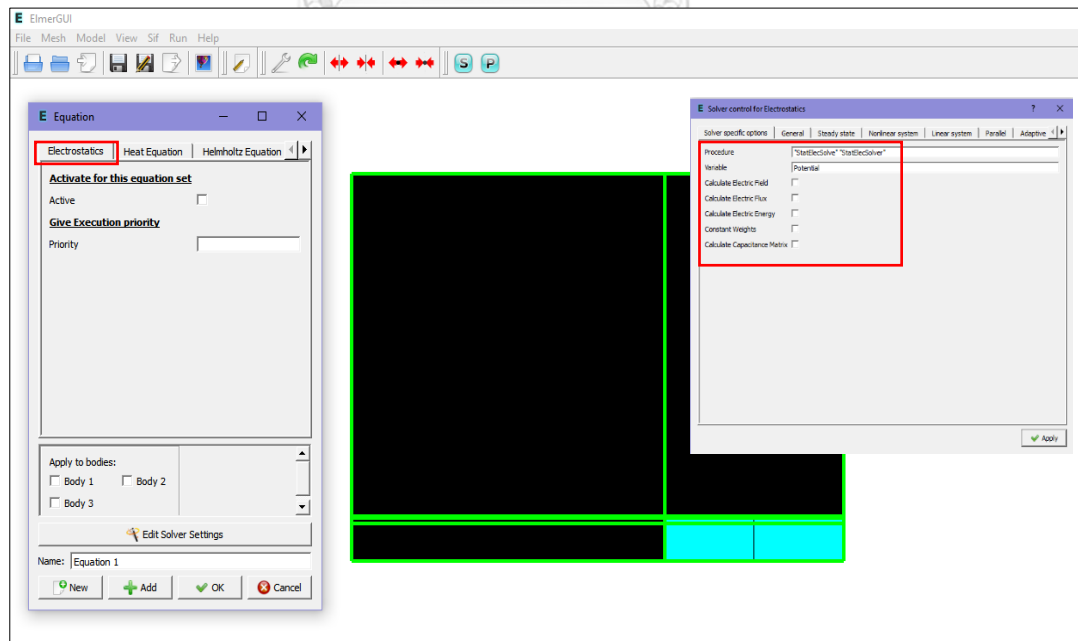 E ElmerGUI
File Mesh Model View Sif Run Help
S P
E Equation
Electrostatics Heat Equation Helmholtz Equation
Activate for this equation set
Active
Give Execution priority
Priority
Apply to bodies:
Body 1 Body 2
Body 3
Edit Solver Settings
Name: Equation 1
New Add OK Cancel
E Solver control for Electrostatics ?
Solver specific options General Steady state Nonlinear system Linear system Parallel Adaptive
Procedure "StatElecSolve" "StatElecSolver"
Variable Potential
Calculate Electric Field
Calculate Electric Flux
Calculate Electric Energy
Constant Weights
Calculate Capacitance Matrix
Apply